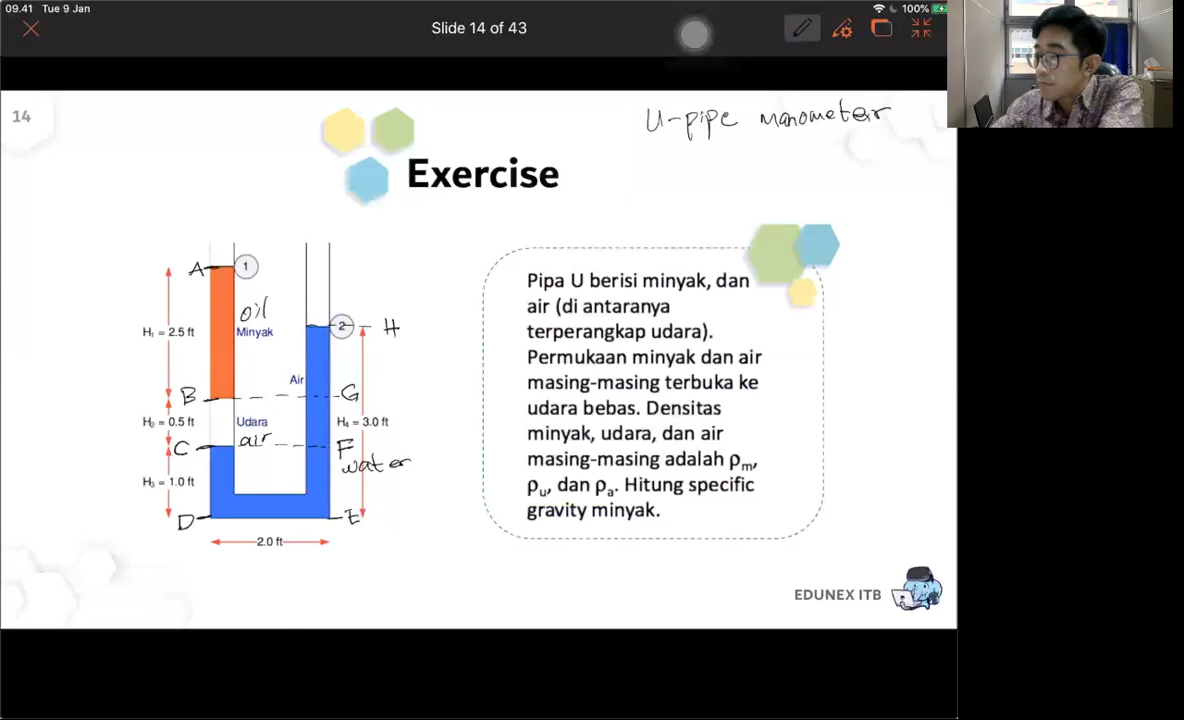 09.41 Tue 9 Jan
100%
Slide 14 of 43
14
U-pipe manometer
Exercise
A
1
oil
H₁ = 2.5 ft
Minyak
2
H
Air
B
G
H₂ = 0.5 ft
Udara
H₄ = 3.0 ft
C
air
F
water
H₃ = 1.0 ft
D
E
2.0 ft
Pipa U berisi minyak, dan
air (di antaranya
terperangkap udara).
Permukaan minyak dan air
masing-masing terbuka ke
udara bebas. Densitas
minyak, udara, dan air
masing-masing adalah ρₘ,
ρᵤ, dan ρₐ. Hitung specific
gravity minyak.
EDUNEX ITB